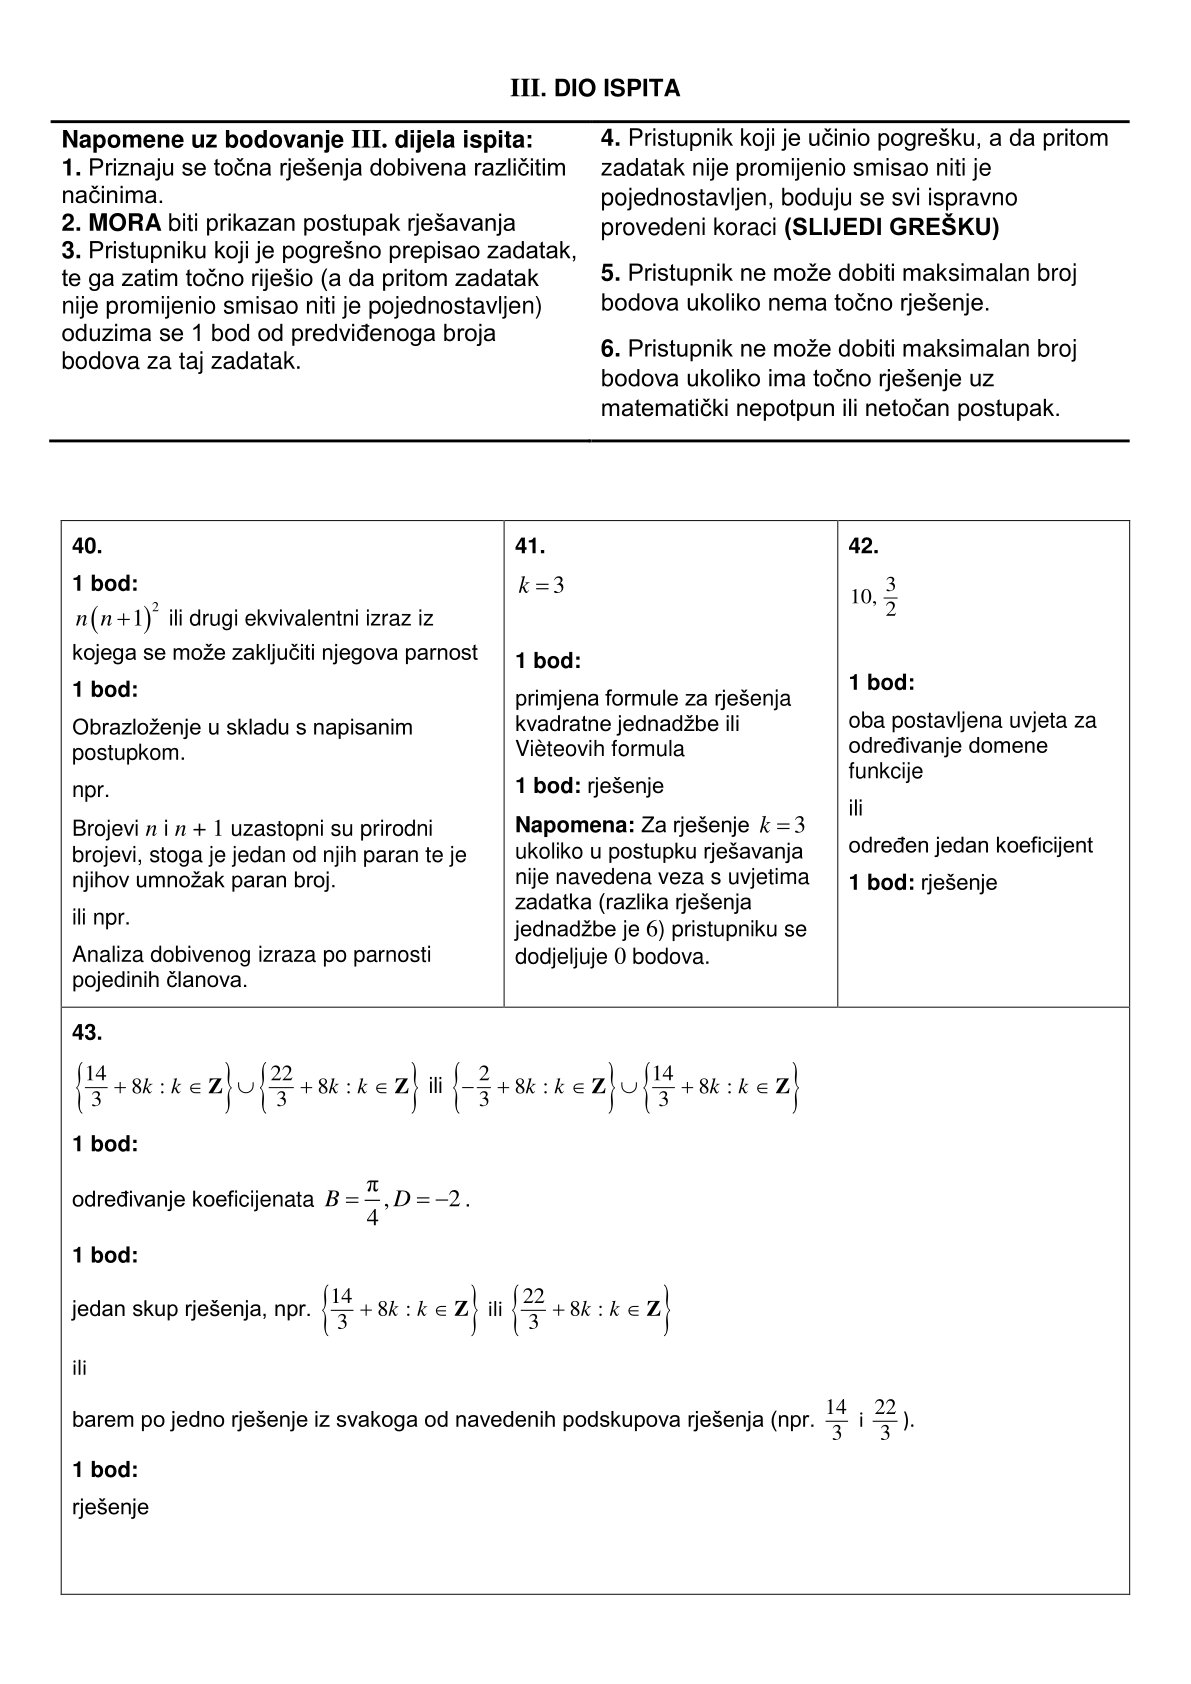 III. DIO ISPITA
Napomene uz bodovanje III. dijela ispita:
1. Priznaju se točna rješenja dobivena različitim
načinima.
2. MORA biti prikazan postupak rješavanja
3. Pristupniku koji je pogrešno prepisao zadatak,
te ga zatim točno riješio (a da pritom zadatak
nije promijenio smisao niti je pojednostavljen)
oduzima se 1 bod od predviđenoga broja
bodova za taj zadatak.
4. Pristupnik koji je učinio pogrešku, a da pritom
zadatak nije promijenio smisao niti je
pojednostavljen, boduju se svi ispravno
provedeni koraci (SLIJEDI GREŠKU)
5. Pristupnik ne može dobiti maksimalan broj
bodova ukoliko nema točno rješenje.
6. Pristupnik ne može dobiti maksimalan broj
bodova ukoliko ima točno rješenje uz
matematički nepotpun ili netočan postupak.
40.
1 bod:
n(n+1)² ili drugi ekvivalentni izraz iz
kojega se može zaključiti njegova parnost
1 bod:
Obrazloženje u skladu s napisanim
postupkom.
npr.
Brojevi n i n + 1 uzastopni su prirodni
brojevi, stoga je jedan od njih paran te je
njihov umnožak paran broj.
ili npr.
Analiza dobivenog izraza po parnosti
pojedinih članova.
41.
k = 3
1 bod:
primjena formule za rješenja
kvadratne jednadžbe ili
Vièteovih formula
1 bod: rješenje
Napomena: Za rješenje k = 3
ukoliko u postupku rješavanja
nije navedena veza s uvjetima
zadatka (razlika rješenja
jednadžbe je 6) pristupniku se
dodjeljuje 0 bodova.
42.
10, 3/2
1 bod:
oba postavljena uvjeta za
određivanje domene
funkcije
ili
određen jedan koeficijent
1 bod: rješenje
43.
{14/3 + 8k : k ∈ Z} ∪ {22/3 + 8k : k ∈ Z} ili {−2/3 + 8k : k ∈ Z} ∪ {14/3 + 8k : k ∈ Z}
1 bod:
određivanje koeficijenata B = π/4, D = −2.
1 bod:
jedan skup rješenja, npr. {14/3 + 8k : k ∈ Z} ili {22/3 + 8k : k ∈ Z}
ili
barem po jedno rješenje iz svakoga od navedenih podskupova rješenja (npr. 14/3 i 22/3).
1 bod:
rješenje